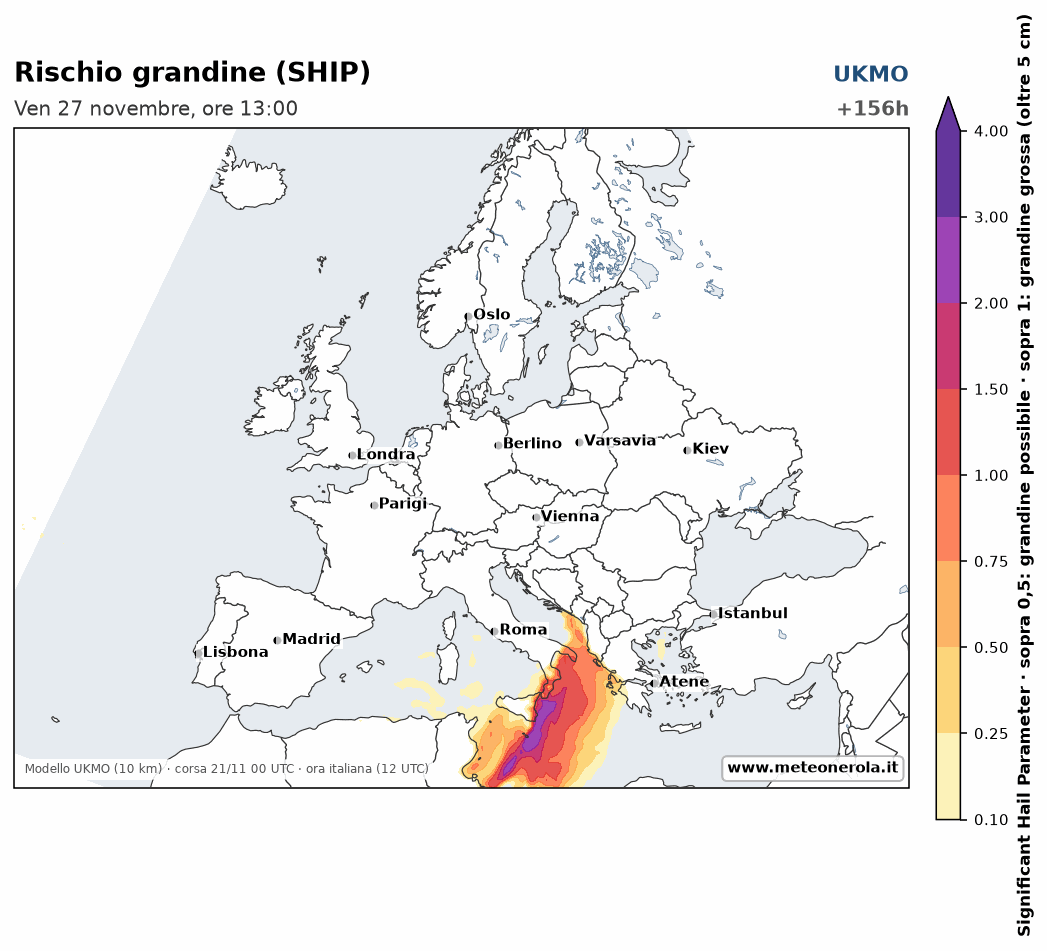 Rischio grandine (SHIP)
UKMO
Ven 27 novembre, ore 13:00
+156h
Oslo
Berlino
Varsavia
Kiev
Londra
Parigi
Vienna
Istanbul
Roma
Madrid
Lisbona
Atene
Modello UKMO (10 km) · corsa 21/11 00 UTC · ora italiana (12 UTC)
www.meteonerola.it
4.00
3.00
2.00
1.50
1.00
0.75
0.50
0.25
0.10
Significant Hail Parameter · sopra 0,5: grandine possibile · sopra 1: grandine grossa (oltre 5 cm)